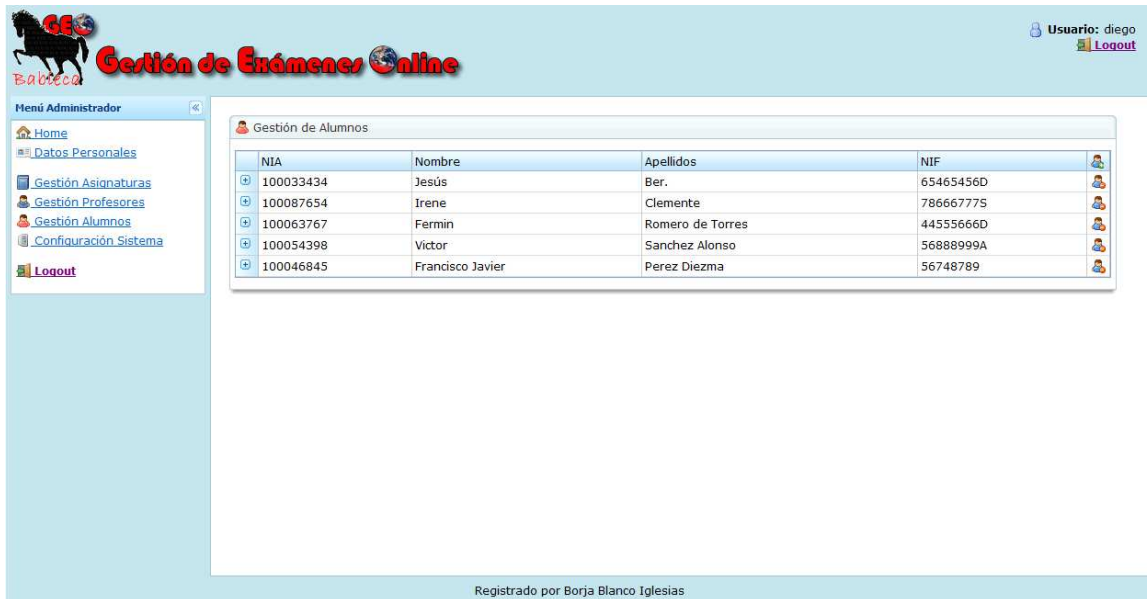 GEO
Babieca
Gestión de Exámenes Online
Usuario: diego
Logout
Menú Administrador
Home
Datos Personales
Gestión Asignaturas
Gestión Profesores
Gestión Alumnos
Configuración Sistema
Logout
Gestión de Alumnos
NIA Nombre Apellidos NIF
100033434 Jesús Ber. 65465456D
100087654 Irene Clemente 78666777S
100063767 Fermin Romero de Torres 44555666D
100054398 Victor Sanchez Alonso 56888999A
100046845 Francisco Javier Perez Diezma 56748789
Registrado por Borja Blanco Iglesias